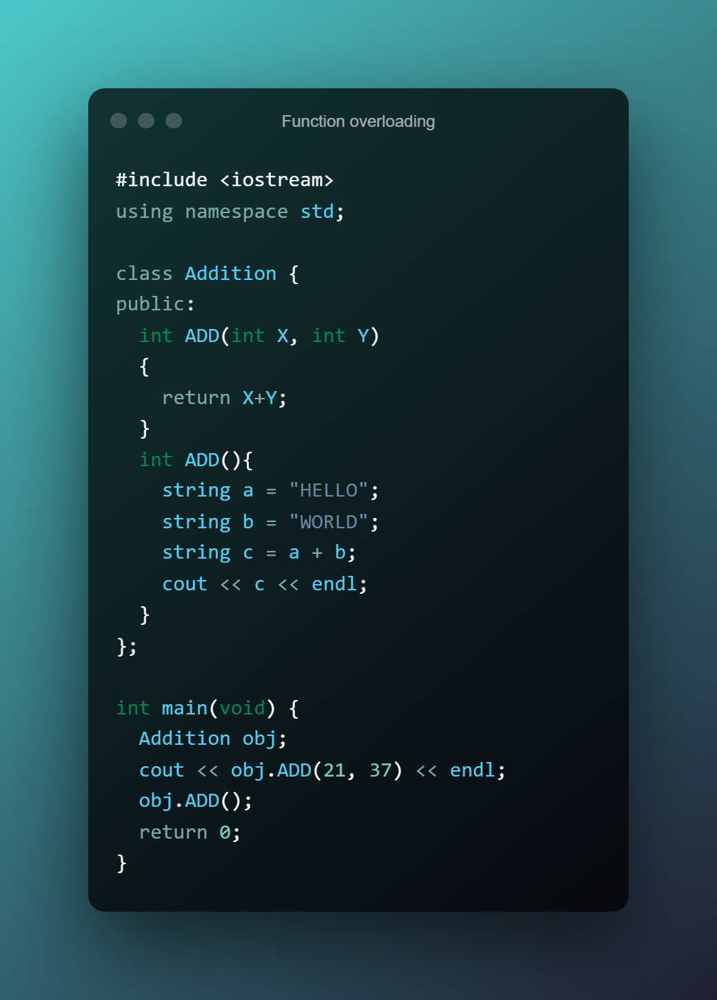 Function overloading
#include <iostream>
using namespace std;
class Addition {
public:
  int ADD(int X, int Y)
  {
    return X+Y;
  }
  int ADD(){
    string a = "HELLO";
    string b = "WORLD";
    string c = a + b;
    cout << c << endl;
  }
};
int main(void) {
  Addition obj;
  cout << obj.ADD(21, 37) << endl;
  obj.ADD();
  return 0;
}